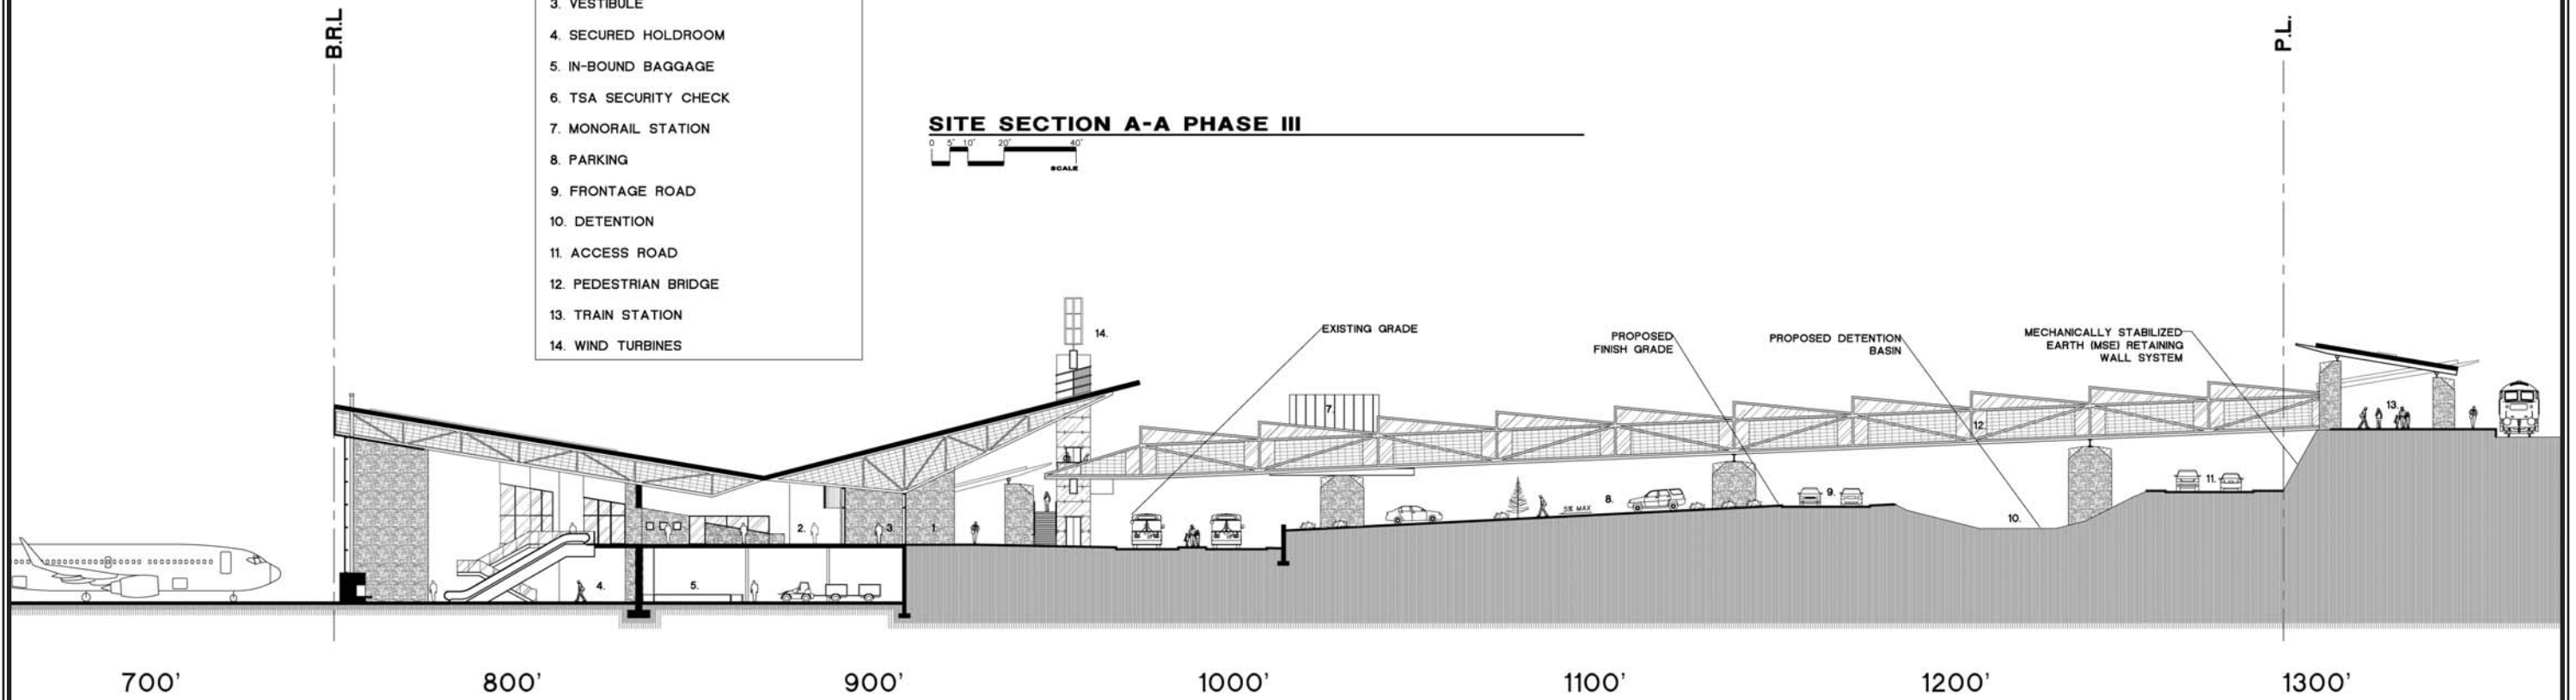 B.R.L
P.L.
3. VESTIBULE
4. SECURED HOLDROOM
5. IN-BOUND BAGGAGE
6. TSA SECURITY CHECK
7. MONORAIL STATION
8. PARKING
9. FRONTAGE ROAD
10. DETENTION
11. ACCESS ROAD
12. PEDESTRIAN BRIDGE
13. TRAIN STATION
14. WIND TURBINES
SITE SECTION A-A PHASE III
0 5' 10' 20' 40'
SCALE
14.
EXISTING GRADE
PROPOSED
FINISH GRADE
PROPOSED DETENTION
BASIN
MECHANICALLY STABILIZED
EARTH (MSE) RETAINING
WALL SYSTEM
7.
13.
12.
11.
9.
8.
5% MAX
10.
2.
3.
1.
4.
5.
700' 800' 900' 1000' 1100' 1200' 1300'